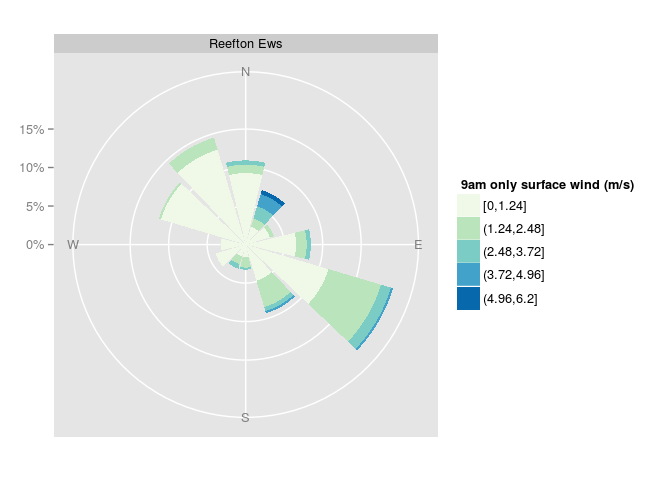 Reefton Ews
N
15%
10%
5%
0%
W
E
S
9am only surface wind (m/s)
[0,1.24]
(1.24,2.48]
(2.48,3.72]
(3.72,4.96]
(4.96,6.2]